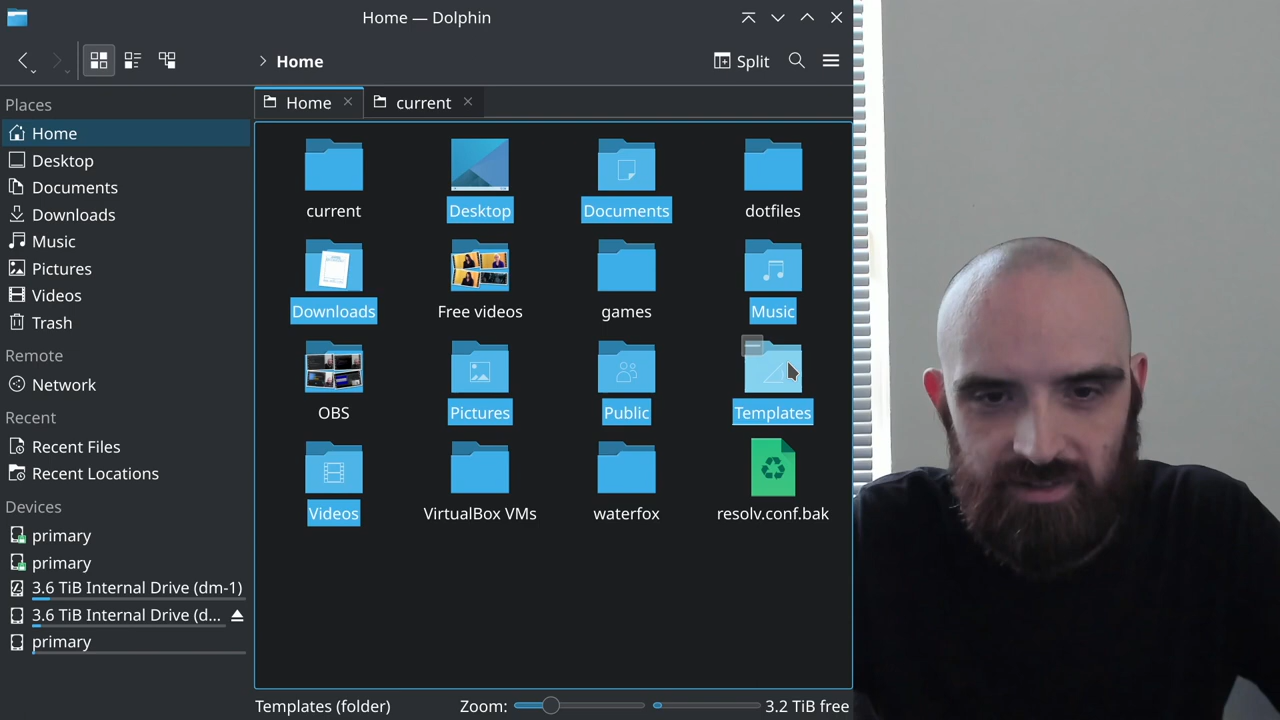 Home — Dolphin
Home
Split
Home
current
Places
Home
Desktop
Documents
Downloads
Music
Pictures
Videos
Trash
Remote
Network
Recent
Recent Files
Recent Locations
Devices
primary
primary
3.6 TiB Internal Drive (dm-1)
3.6 TiB Internal Drive (d...
primary
current
Desktop
Documents
dotfiles
Downloads
Free videos
games
Music
OBS
Pictures
Public
Templates
Videos
VirtualBox VMs
waterfox
resolv.conf.bak
Templates (folder)
Zoom:
3.2 TiB free